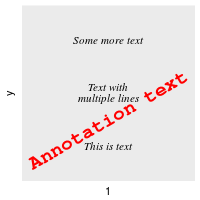 Some more text
Text with
multiple lines
Annotation text
This is text
y
1